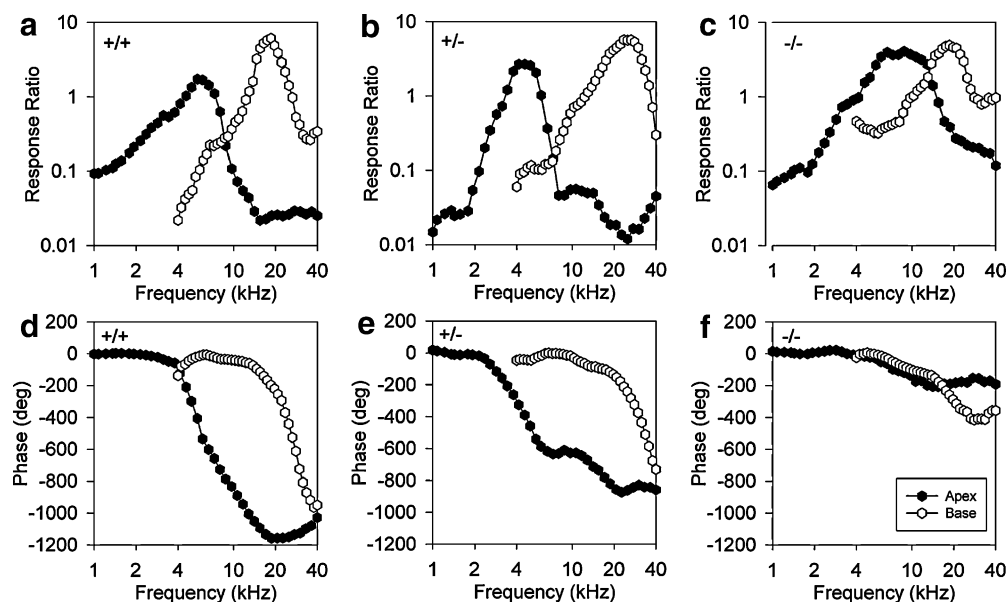 a
+/+
Response Ratio
10
1
0.1
0.01
1 2 4 10 20 40
Frequency (kHz)
b
+/-
Response Ratio
10
1
0.1
0.01
1 2 4 10 20 40
Frequency (kHz)
c
-/-
Response Ratio
10
1
0.1
0.01
1 2 4 10 20 40
Frequency (kHz)
d
+/+
Phase (deg)
200
0
-200
-400
-600
-800
-1000
-1200
1 2 4 10 20 40
Frequency (kHz)
e
+/-
Phase (deg)
200
0
-200
-400
-600
-800
-1000
-1200
1 2 4 10 20 40
Frequency (kHz)
f
-/-
Phase (deg)
200
0
-200
-400
-600
-800
-1000
-1200
Apex
Base
1 2 4 10 20 40
Frequency (kHz)